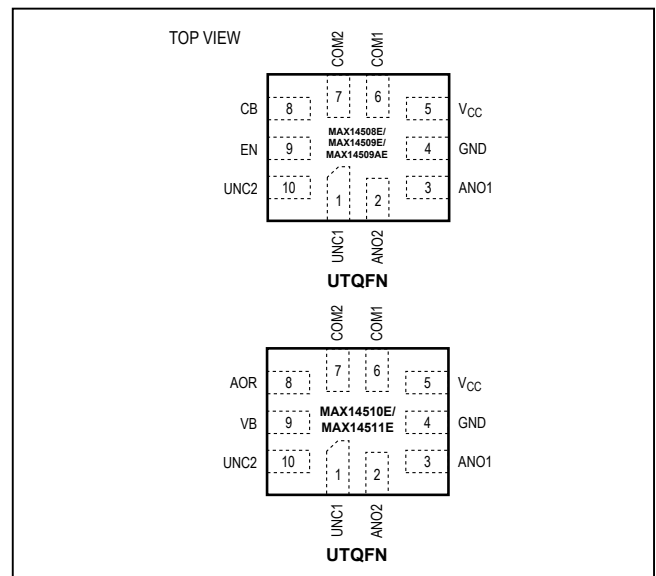 TOP VIEW
COM2
COM1
7
6
CB
8
5
VCC
MAX14508E/
MAX14509E/
MAX14509AE
EN
9
4
GND
UNC2
10
3
ANO1
1
2
UNC1
ANO2
UTQFN
COM2
COM1
7
6
AOR
8
5
VCC
MAX14510E/
MAX14511E
VB
9
4
GND
UNC2
10
3
ANO1
1
2
UNC1
ANO2
UTQFN